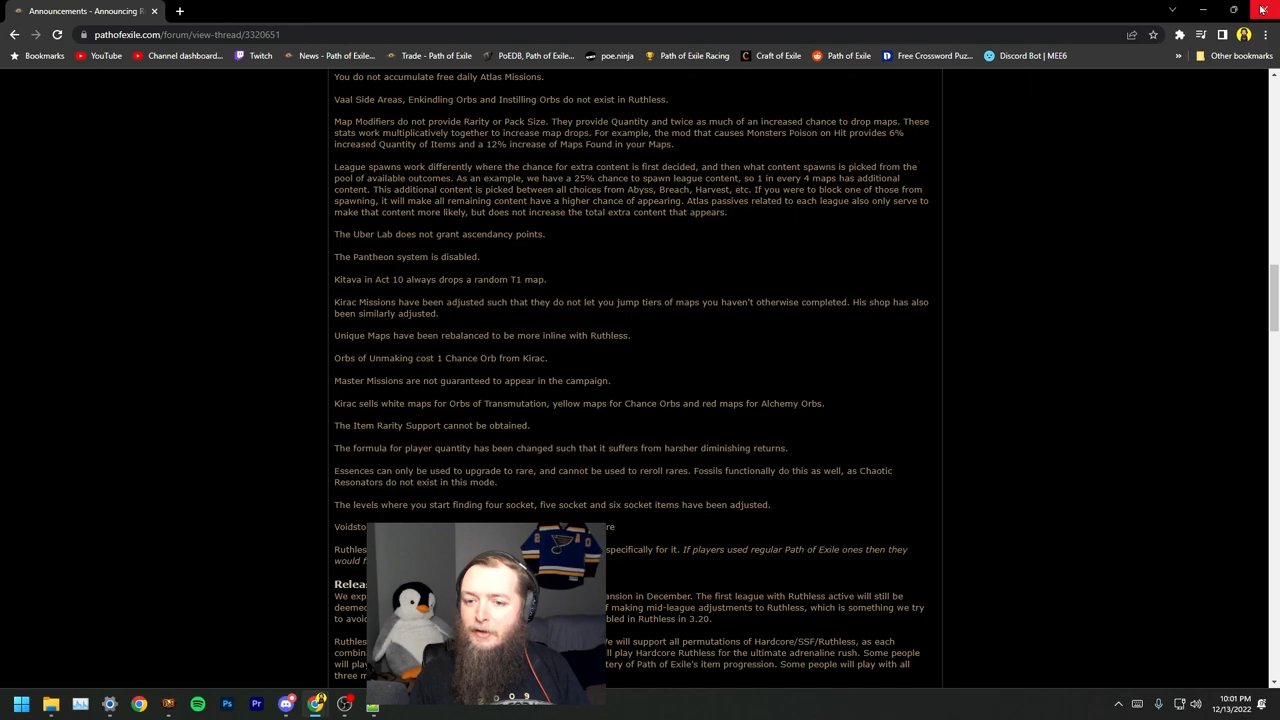 Announcing - Announcing R
pathofexile.com/forum/view-thread/3320651
Bookmarks YouTube Channel dashboard... Twitch News - Path of Exile... PoEDB, Path of Exile... poe.ninja Path of Exile Racing Craft of Exile Path of Exile Free Crossword Puz... Discord Bot | MEE6 » Other bookmarks
You do not accumulate free daily Atlas Missions.
Vaal Side Areas, Enkindling Orbs and Instilling Orbs do not exist in Ruthless.
Map Modifiers do not provide Rarity or Pack Size. They provide Quantity and twice as much of an increased chance to drop maps. These
stats work multiplicatively together to increase map drops. For example, the mod that causes Monsters Poison on Hit provides 6%
increased Quantity of Items and a 12% increase of Maps Found in your Maps.
League spawns work differently where the chance for extra content is first decided, and then what content spawns is picked from the
pool of available outcomes. As an example, we have a 25% chance to spawn league content, so 1 in every 4 maps has additional
content. This additional content is picked between all choices from Abyss, Breach, Harvest, etc. If you were to block one of those from
spawning, it will make all remaining content have a higher chance of appearing. Atlas passives related to each league also only serve to
make that content more likely, but does not increase the total extra content that appears.
The Uber Lab does not grant ascendancy points.
The Pantheon system is disabled.
Kitava in Act 10 always drops a random T1 map.
Kirac Missions have been adjusted such that they do not let you jump tiers of maps you haven't otherwise completed. His shop has also
been similarly adjusted.
Unique Maps have been rebalanced to be more inline with Ruthless.
Orbs of Unmaking cost 1 Chance Orb from Kirac.
Master Missions are not guaranteed to appear in the campaign.
Kirac sells white maps for Orbs of Transmutation, yellow maps for Chance Orbs and red maps for Alchemy Orbs.
The Item Rarity Support cannot be obtained.
The formula for player quantity has been changed such that it suffers from harsher diminishing returns.
Essences can only be used to upgrade to rare, and cannot be used to reroll rares. Fossils functionally do this as well, as Chaotic
Resonators do not exist in this mode.
The levels where you start finding four socket, five socket and six socket items have been adjusted.
Voidsto re
Ruthles specifically for it. If players used regular Path of Exile ones then they
would f
Relea
We exp ansion in December. The first league with Ruthless active will still be
deeme f making mid-league adjustments to Ruthless, which is something we try
to avoi bled in Ruthless in 3.20.
Ruthles We will support all permutations of Hardcore/SSF/Ruthless, as each
combin ll play Hardcore Ruthless for the ultimate adrenaline rush. Some people
will pla tery of Path of Exile's item progression. Some people will play with all
three m
10:01 PM
12/13/2022